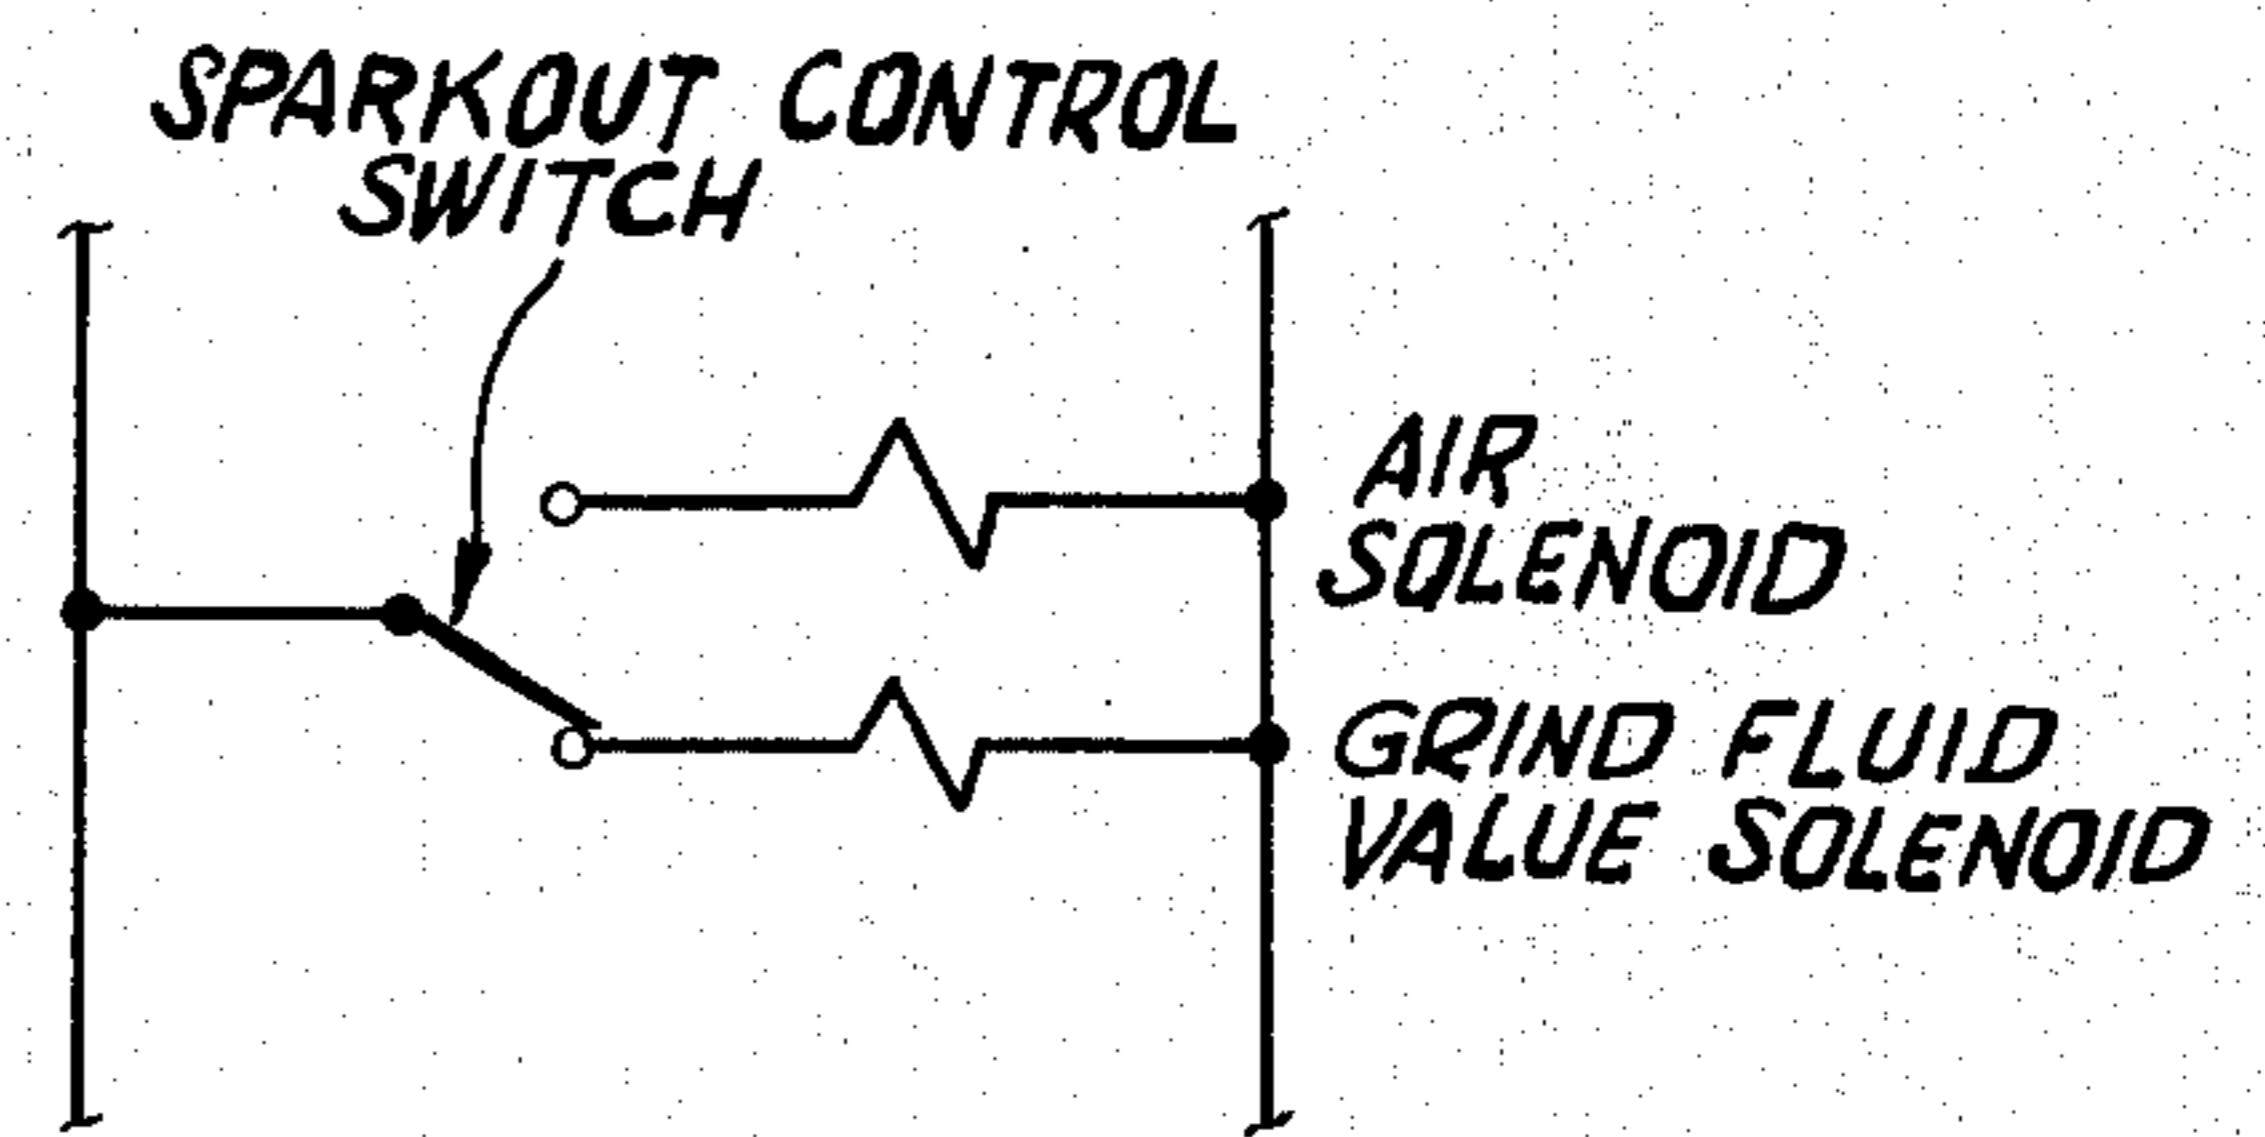 SPARKOUT CONTROL
SWITCH
AIR
SOLENOID
GRIND FLUID
VALUE SOLENOID